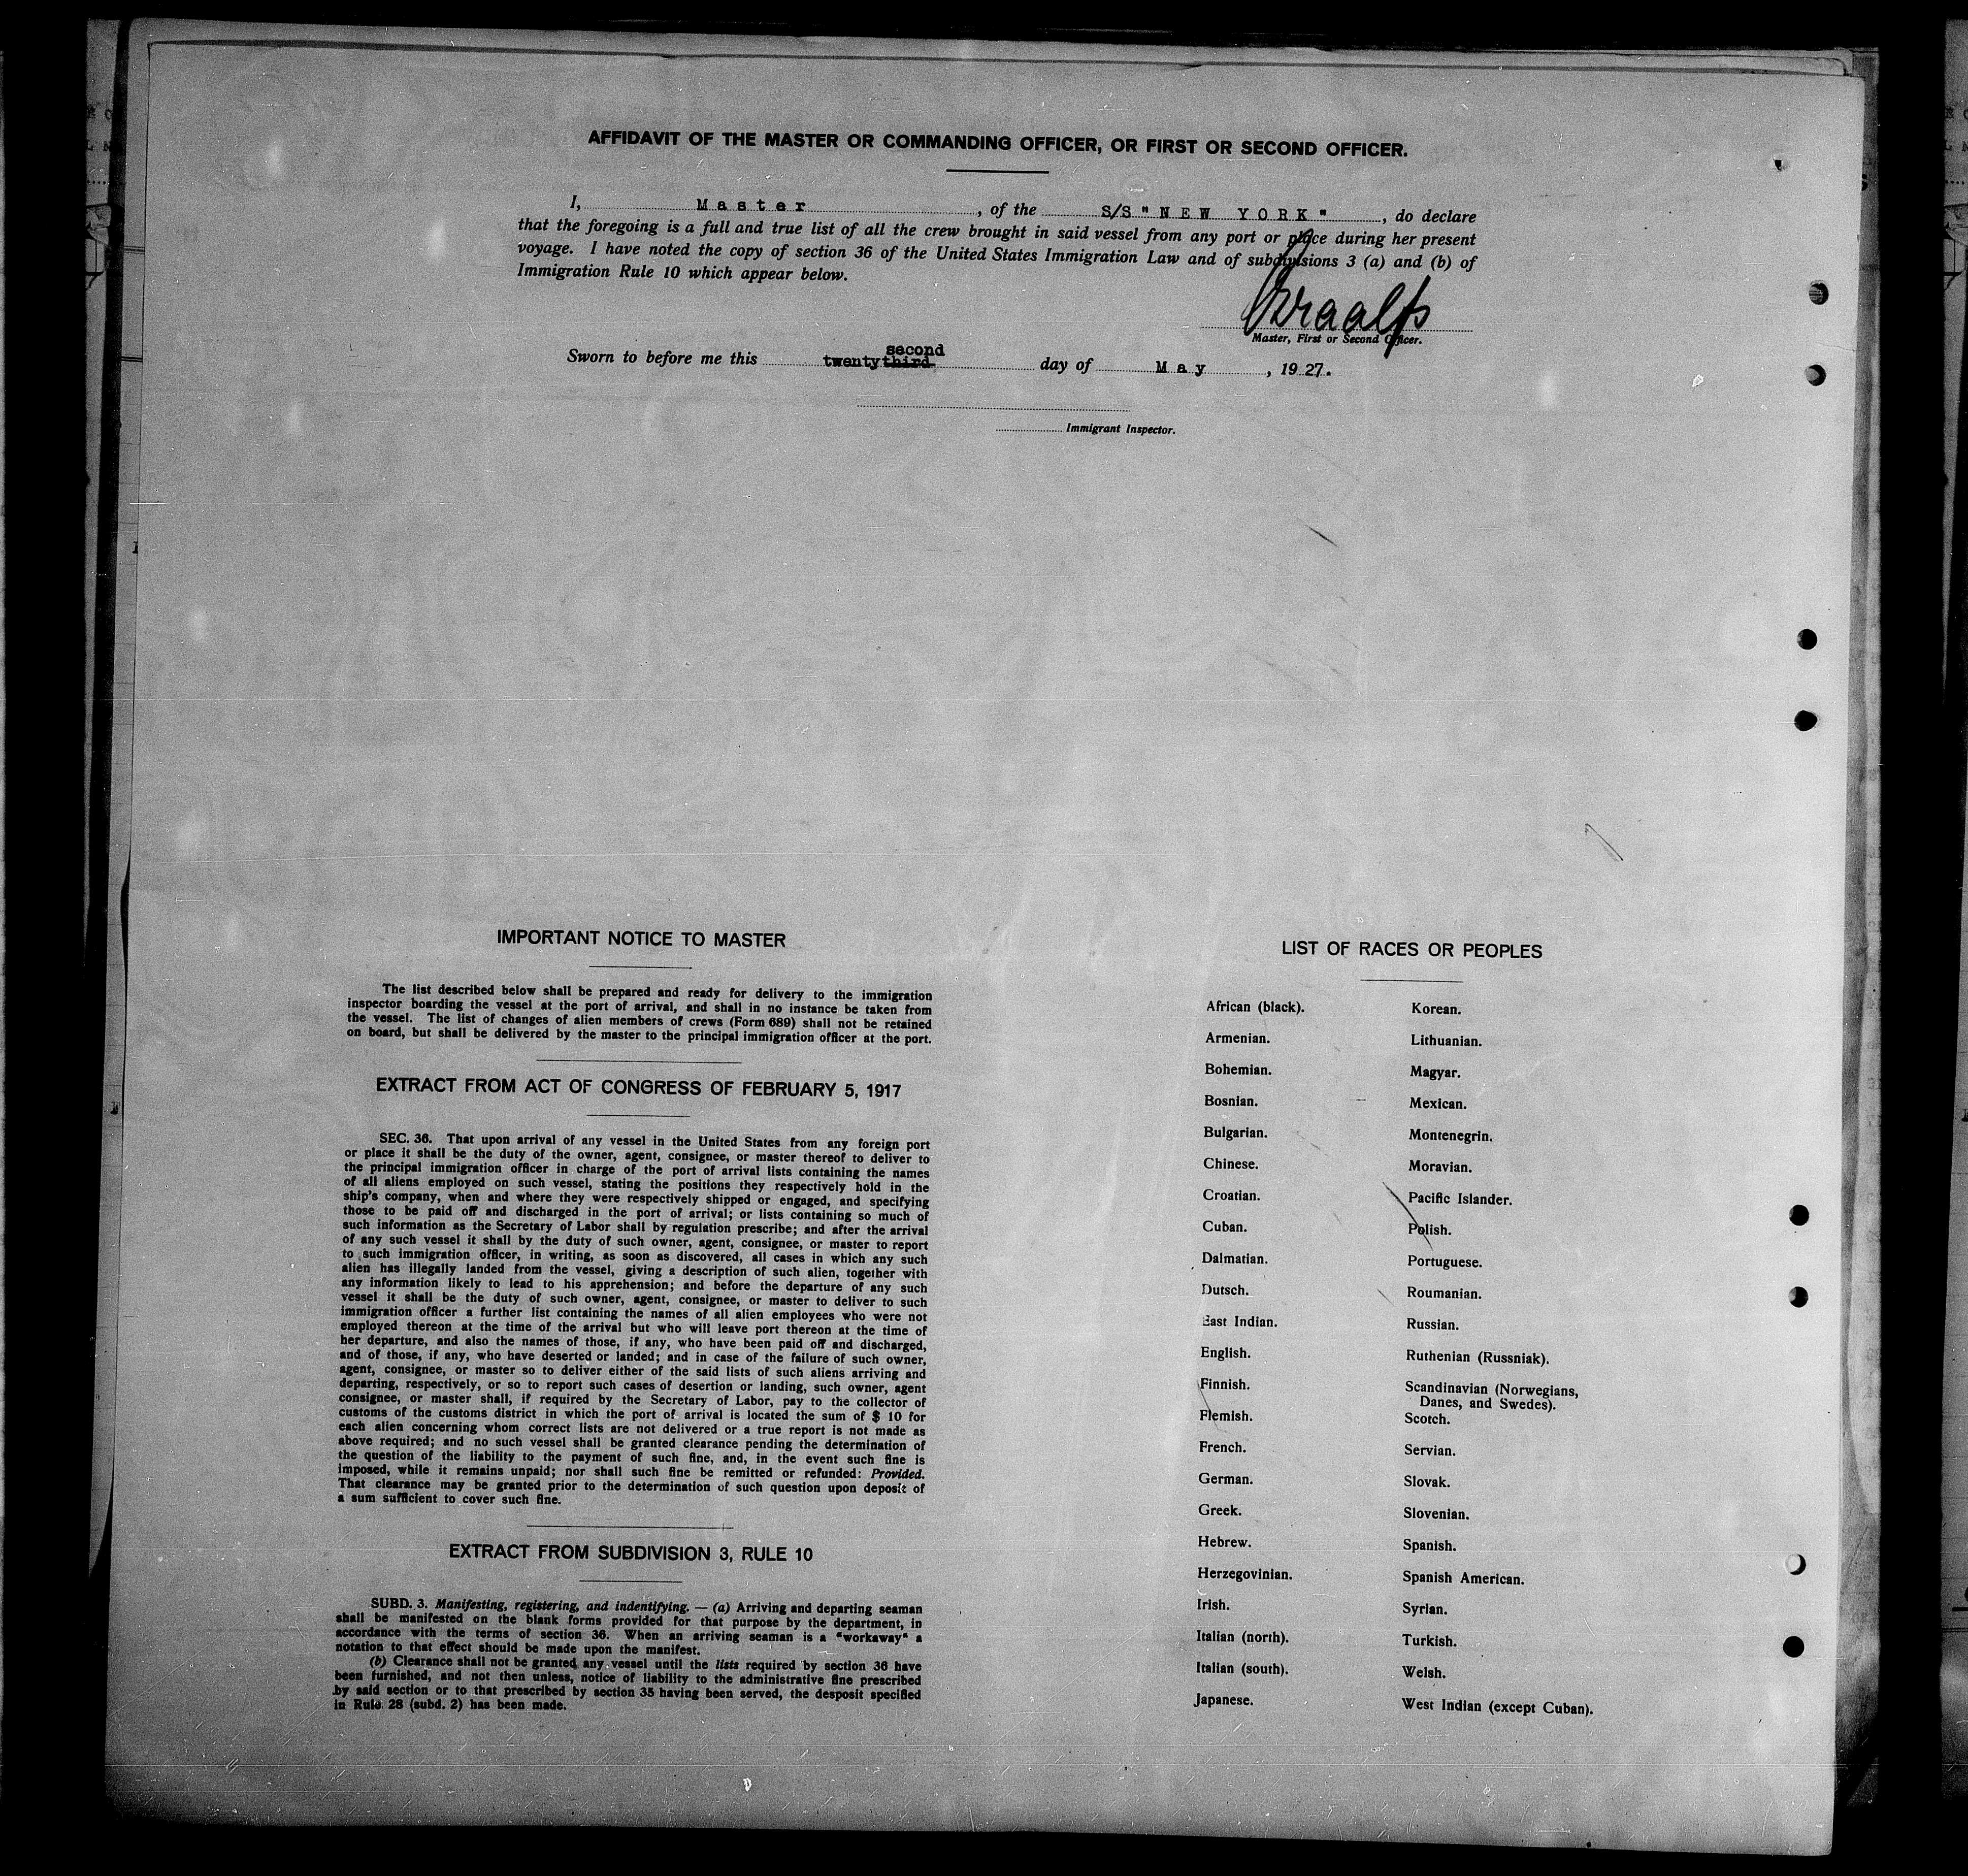 AFFIDAVIT OF THE MASTER OR COMMANDING OFFICER, OR FIRST OR SECOND OFFICER.
I, Master, of the S/S "NEW YORK", do declare
that the foregoing is a full and true list of all the crew brought in said vessel from any port or place during her present
voyage. I have noted the copy of section 36 of the United States Immigration Law and of subdivisions 3 (a) and (b) of
Immigration Rule 10 which appear below.
Master, First or Second Officer.
second
Sworn to before me this twenty third day of May, 1927.
Immigrant Inspector.
IMPORTANT NOTICE TO MASTER
The list described below shall be prepared and ready for delivery to the immigration
inspector boarding the vessel at the port of arrival, and shall in no instance be taken from
the vessel. The list of changes of alien members of crews (Form 689) shall not be retained
on board, but shall be delivered by the master to the principal immigration officer at the port.
EXTRACT FROM ACT OF CONGRESS OF FEBRUARY 5, 1917
SEC. 36. That upon arrival of any vessel in the United States from any foreign port
or place it shall be the duty of the owner, agent, consignee, or master thereof to deliver to
the principal immigration officer in charge of the port of arrival lists containing the names
of all aliens employed on such vessel, stating the positions they respectively hold in the
ship's company, when and where they were respectively shipped or engaged, and specifying
those to be paid off and discharged in the port of arrival; or lists containing so much of
such information as the Secretary of Labor shall by regulation prescribe; and after the arrival
of any such vessel it shall by the duty of such owner, agent, consignee, or master to report
to such immigration officer, in writing, as soon as discovered, all cases in which any such
alien has illegally landed from the vessel, giving a description of such alien, together with
any information likely to lead to his apprehension; and before the departure of any such
vessel it shall be the duty of such owner, agent, consignee, or master to deliver to such
immigration officer a further list containing the names of all alien employees who were not
employed thereon at the time of the arrival but who will leave port thereon at the time of
her departure, and also the names of those, if any, who have been paid off and discharged,
and of those, if any, who have deserted or landed; and in case of the failure of such owner,
agent, consignee, or master so to deliver either of the said lists of such aliens arriving and
departing, respectively, or so to report such cases of desertion or landing, such owner, agent
consignee, or master shall, if required by the Secretary of Labor, pay to the collector of
customs of the customs district in which the port of arrival is located the sum of $ 10 for
each alien concerning whom correct lists are not delivered or a true report is not made as
above required; and no such vessel shall be granted clearance pending the determination of
the question of the liability to the payment of such fine, and, in the event such fine is
imposed, while it remains unpaid; nor shall such fine be remitted or refunded: Provided.
That clearance may be granted prior to the determination of such question upon deposit of
a sum sufficient to cover such fine.
EXTRACT FROM SUBDIVISION 3, RULE 10
SUBD. 3. Manifesting, registering, and indentifying. — (a) Arriving and departing seaman
shall be manifested on the blank forms provided for that purpose by the department, in
accordance with the terms of section 36. When an arriving seaman is a "workaway" a
notation to that effect should be made upon the manifest.
(b) Clearance shall not be granted any vessel until the lists required by section 36 have
been furnished, and not then unless, notice of liability to the administrative fine prescribed
by said section or to that prescribed by section 35 having been served, the desposit specified
in Rule 28 (subd. 2) has been made.
LIST OF RACES OR PEOPLES
African (black).
Armenian.
Bohemian.
Bosnian.
Bulgarian.
Chinese.
Croatian.
Cuban.
Dalmatian.
Dutsch.
East Indian.
English.
Finnish.
Flemish.
French.
German.
Greek.
Hebrew.
Herzegovinian.
Irish.
Italian (north).
Italian (south).
Japanese.
Korean.
Lithuanian.
Magyar.
Mexican.
Montenegrin.
Moravian.
Pacific Islander.
Polish.
Portuguese.
Roumanian.
Russian.
Ruthenian (Russniak).
Scandinavian (Norwegians,
Danes, and Swedes).
Scotch.
Servian.
Slovak.
Slovenian.
Spanish.
Spanish American.
Syrian.
Turkish.
Welsh.
West Indian (except Cuban).